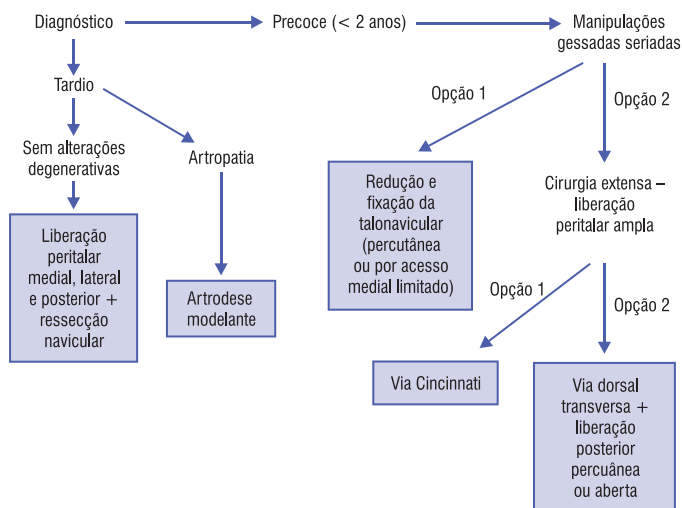 Diagnóstico
Precoce (< 2 anos)
Manipulações
gessadas seriadas
Tardio
Sem alterações
degenerativas
Artropatia
Liberação
peritalar
medial, lateral
e posterior +
ressecção
navicular
Artrodese
modelante
Opção 1
Opção 2
Redução e
fixação da
talonavicular
(percutânea
ou por acesso
medial limitado)
Cirurgia extensa –
liberação
peritalar ampla
Opção 1
Opção 2
Via Cincinnati
Via dorsal
transversa +
liberação
posterior
percuânea
ou aberta